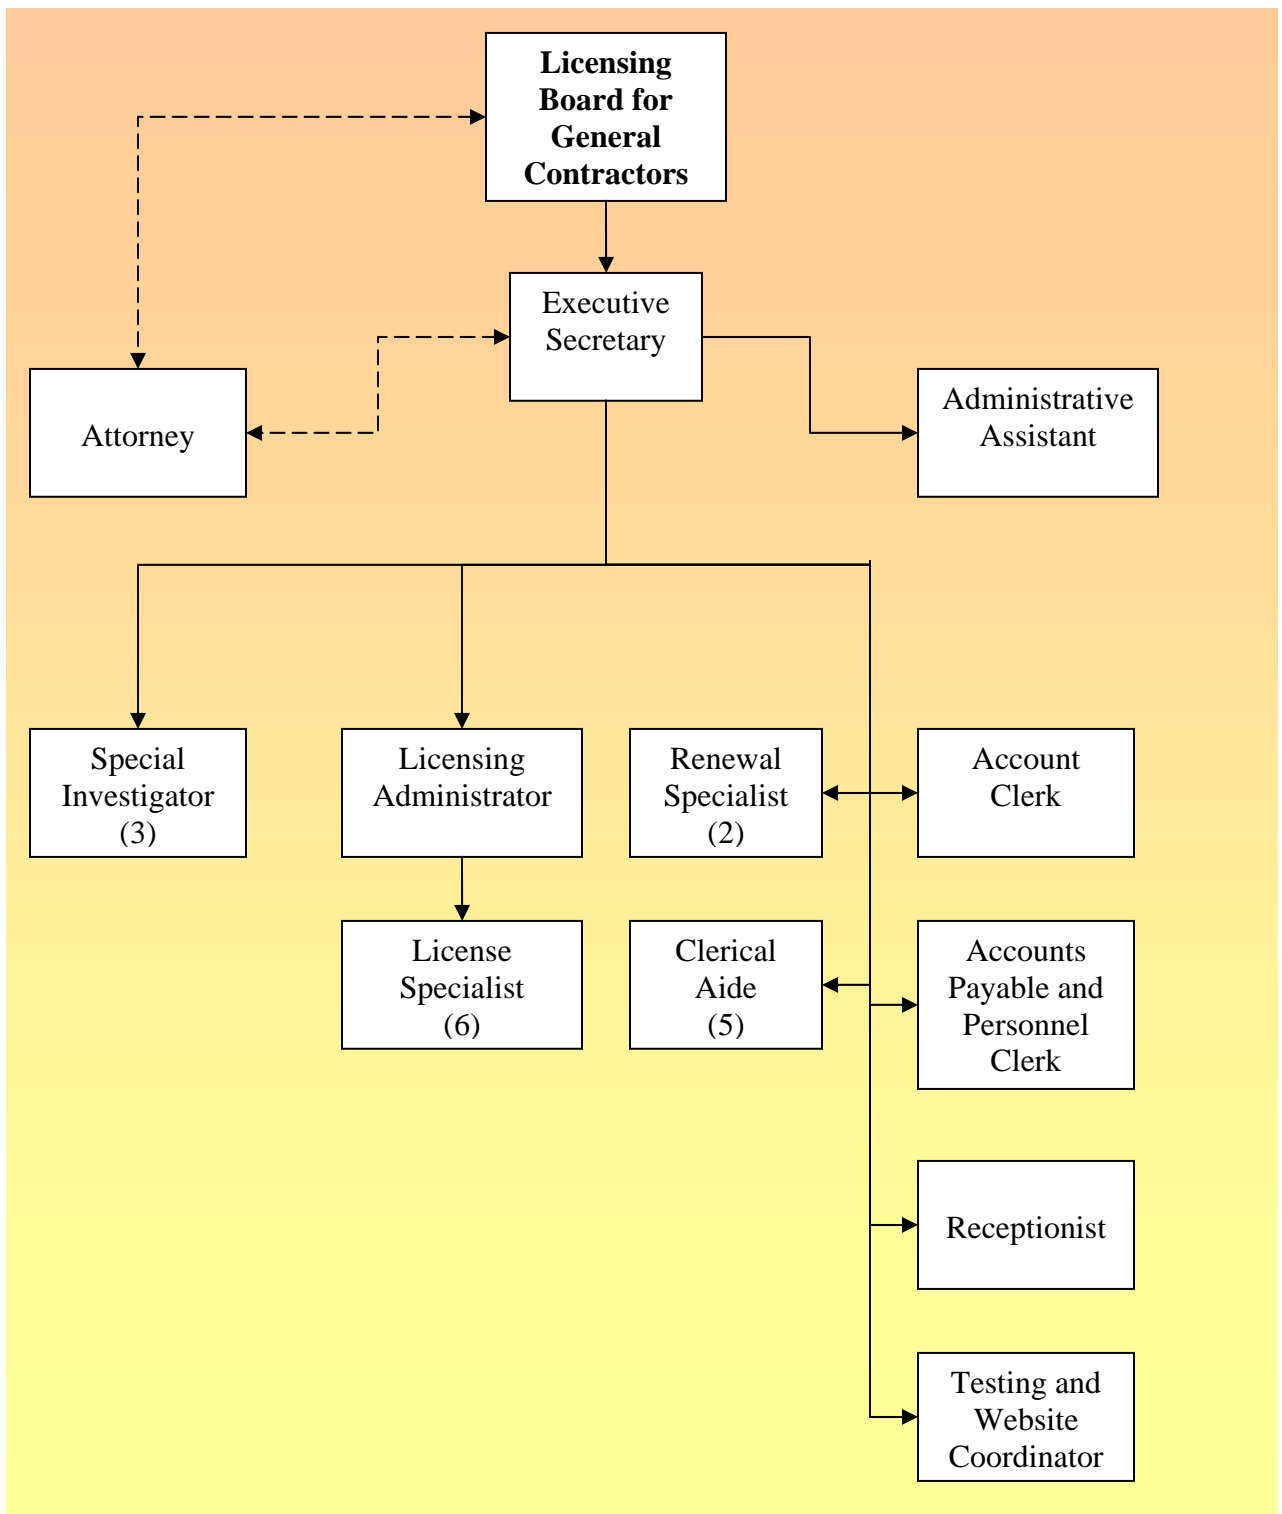 Licensing
Board for
General
Contractors
Executive
Secretary
Attorney
Administrative
Assistant
Special
Investigator
(3)
Licensing
Administrator
Renewal
Specialist
(2)
Account
Clerk
License
Specialist
(6)
Clerical
Aide
(5)
Accounts
Payable and
Personnel
Clerk
Receptionist
Testing and
Website
Coordinator